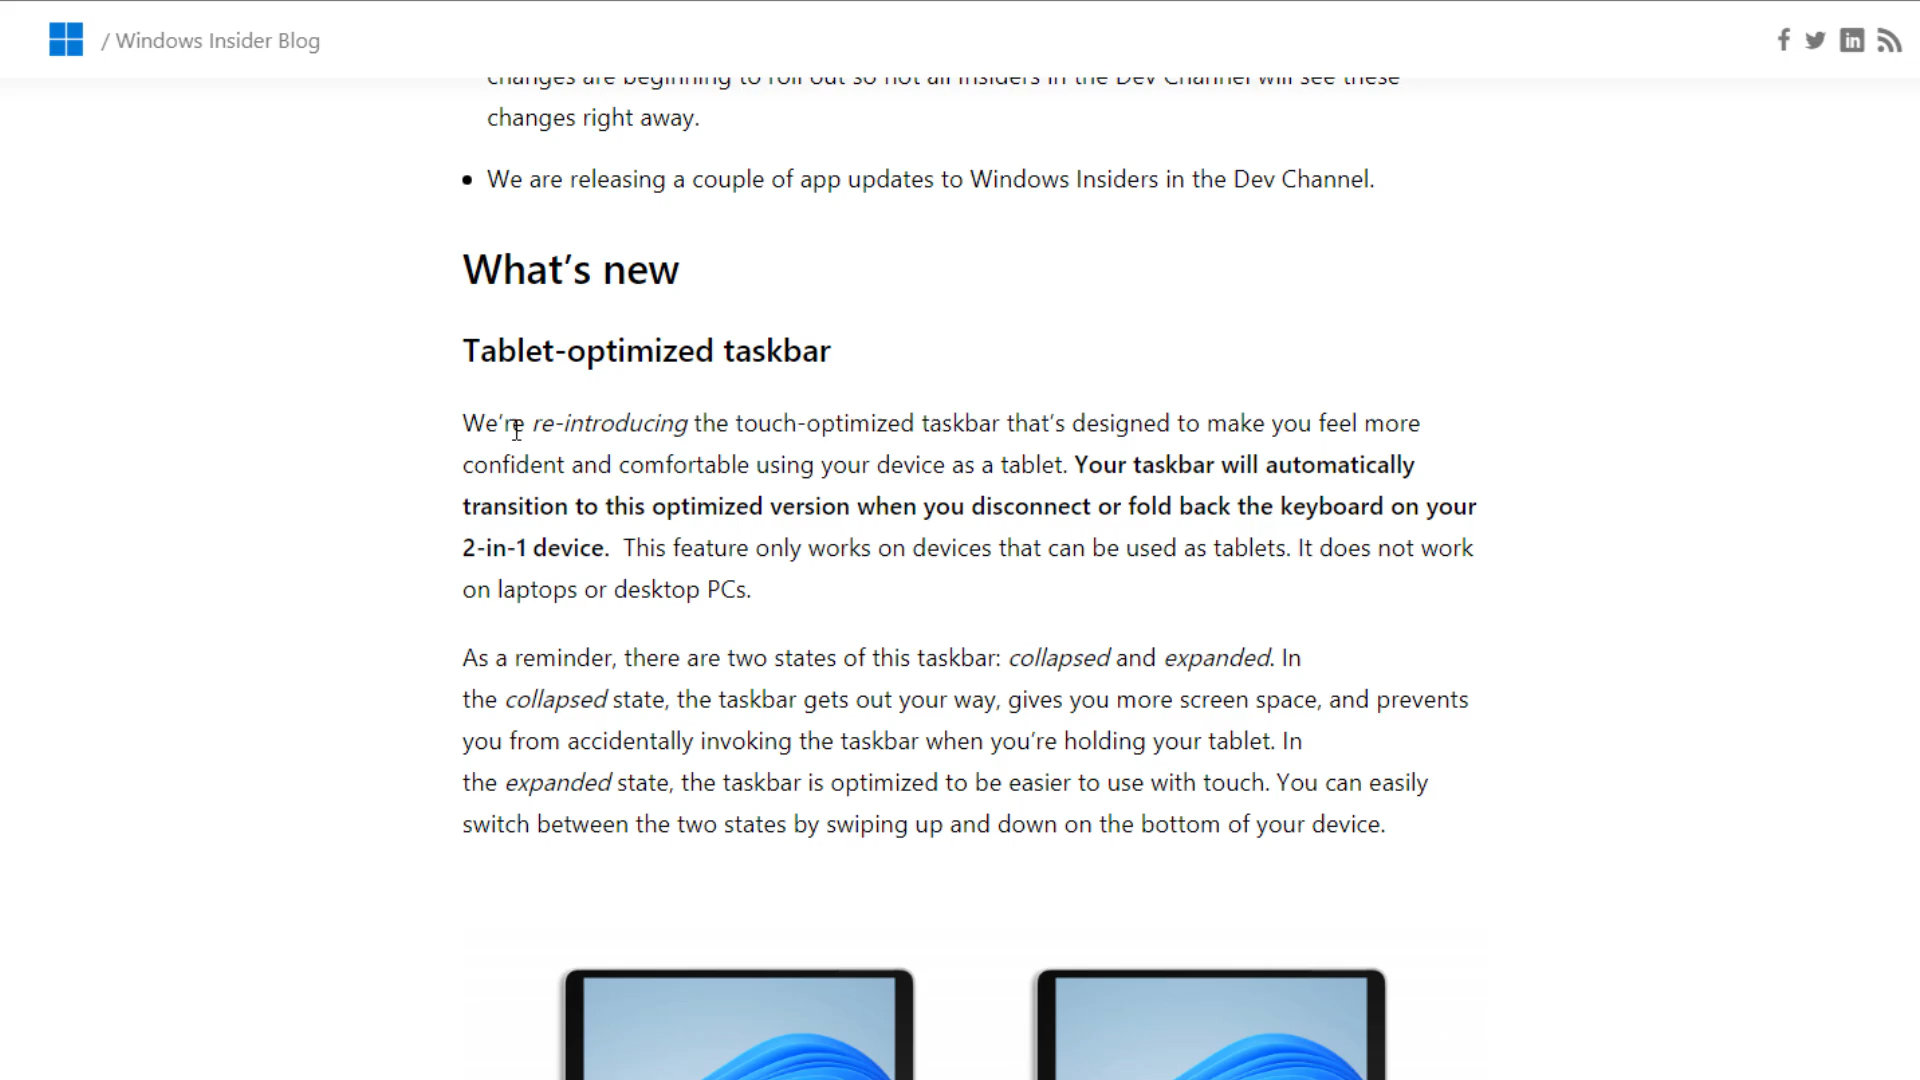 / Windows Insider Blog
changes are beginning to roll out so not all Insiders in the Dev Channel will see these
changes right away.
• We are releasing a couple of app updates to Windows Insiders in the Dev Channel.
What’s new
Tablet-optimized taskbar
We’re re-introducing the touch-optimized taskbar that’s designed to make you feel more
confident and comfortable using your device as a tablet. Your taskbar will automatically
transition to this optimized version when you disconnect or fold back the keyboard on your
2-in-1 device. This feature only works on devices that can be used as tablets. It does not work
on laptops or desktop PCs.
As a reminder, there are two states of this taskbar: collapsed and expanded. In
the collapsed state, the taskbar gets out your way, gives you more screen space, and prevents
you from accidentally invoking the taskbar when you’re holding your tablet. In
the expanded state, the taskbar is optimized to be easier to use with touch. You can easily
switch between the two states by swiping up and down on the bottom of your device.